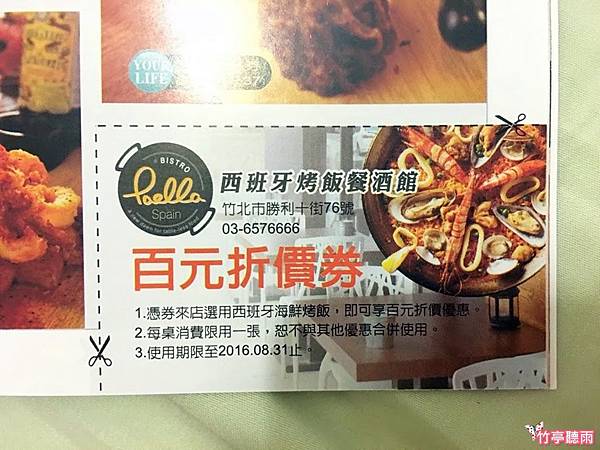 YOUR
LIFE
BISTRO
Paella
Spain
西班牙烤飯餐酒館
竹北市勝利十街76號
03-6576666
百元折價券
1.憑券來店選用西班牙海鮮烤飯，即可享百元折價優惠。
2.每桌消費限用一張，恕不與其他優惠合併使用。
3.使用期限至2016.08.31止。
竹亭聽雨